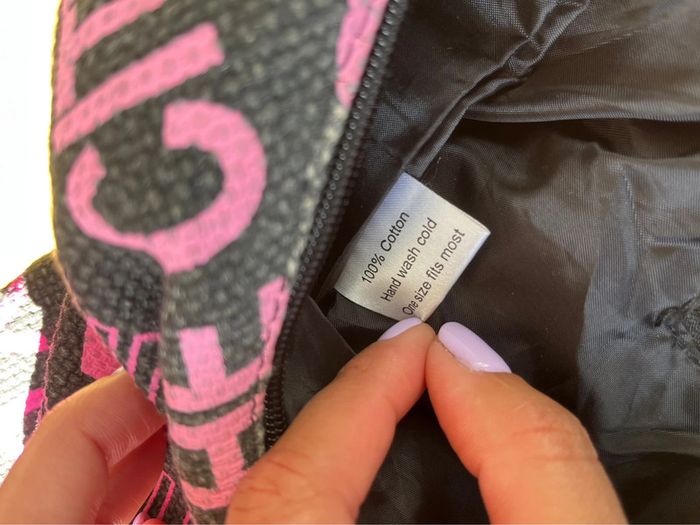 100% Cotton
Hand wash cold
One size fits most